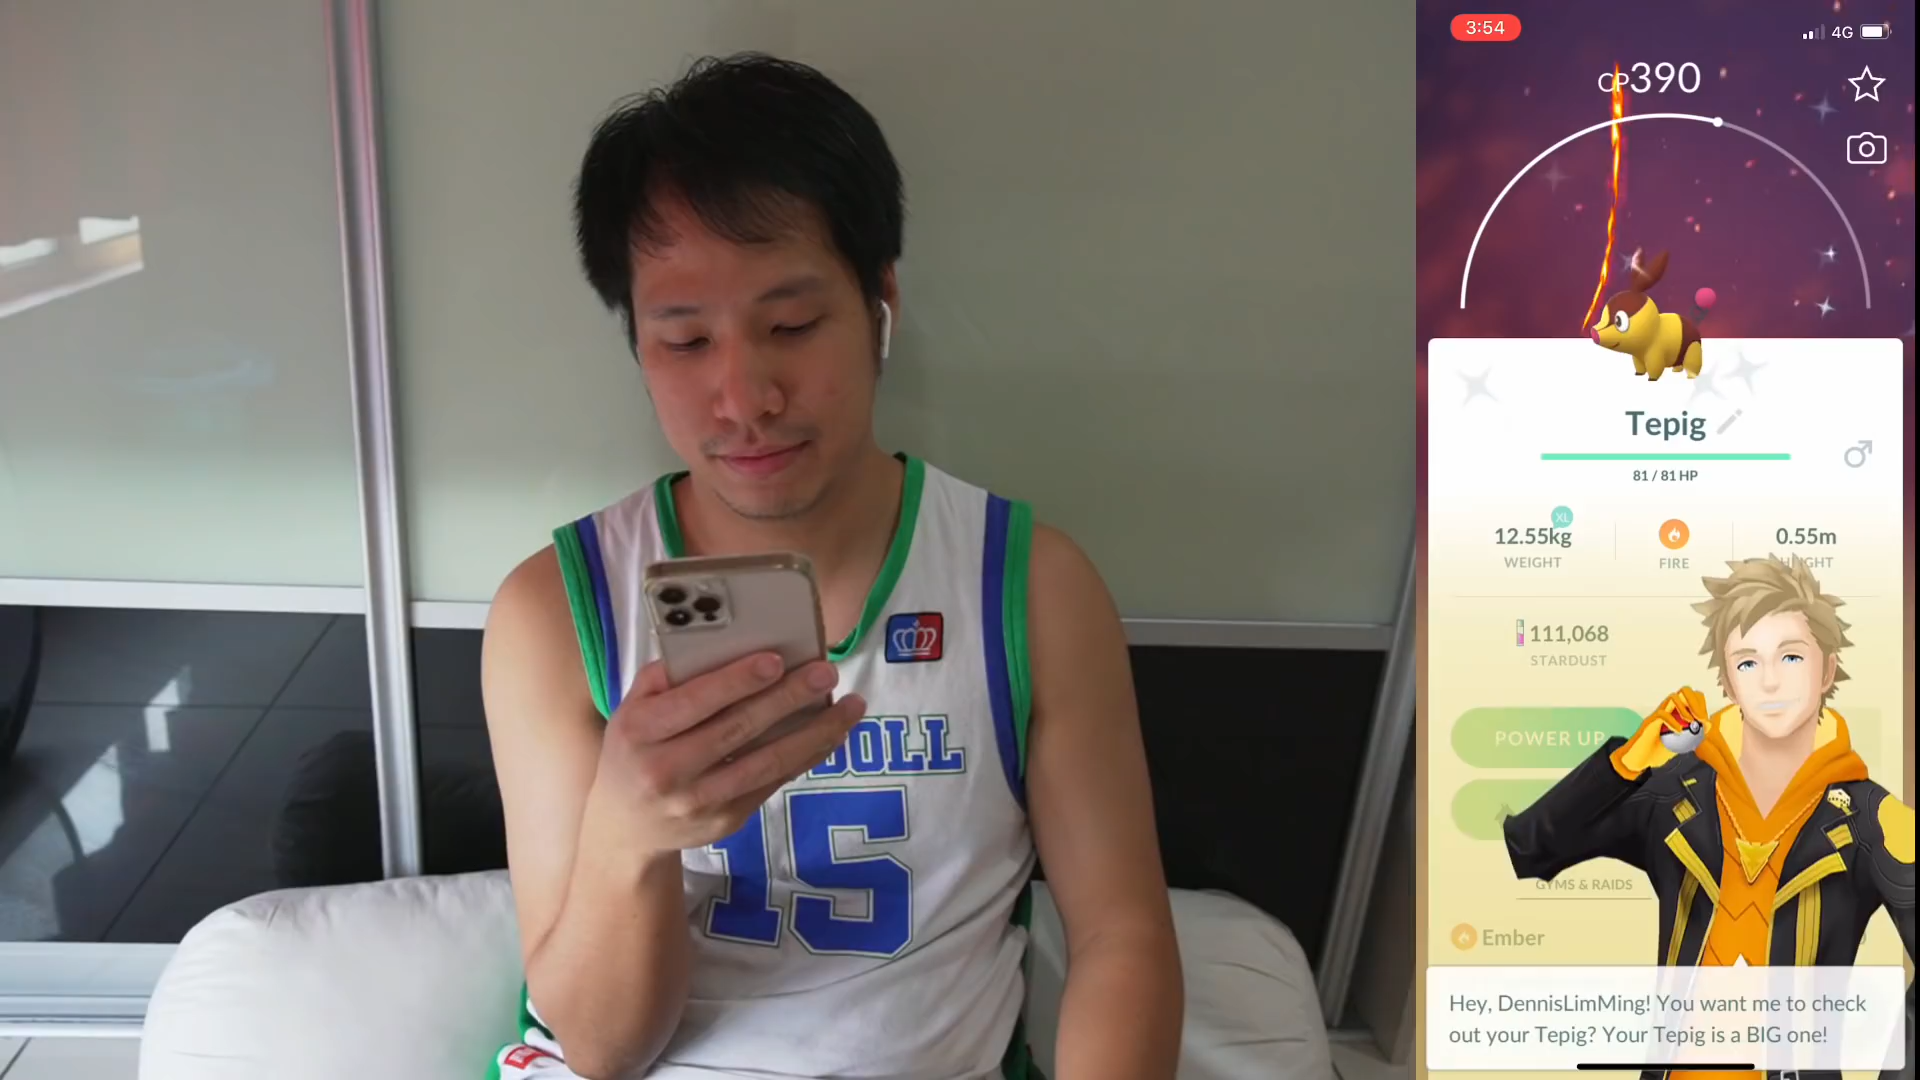 3:54
4G
CP390
Tepig
81 / 81 HP
XL
12.55kg
0.55m
WEIGHT
FIRE
111,068
STARDUST
POWER UP
GYMS & RAIDS
Ember
Hey, DennisLimMing! You want me to check
out your Tepig? Your Tepig is a BIG one!
DOLL
15